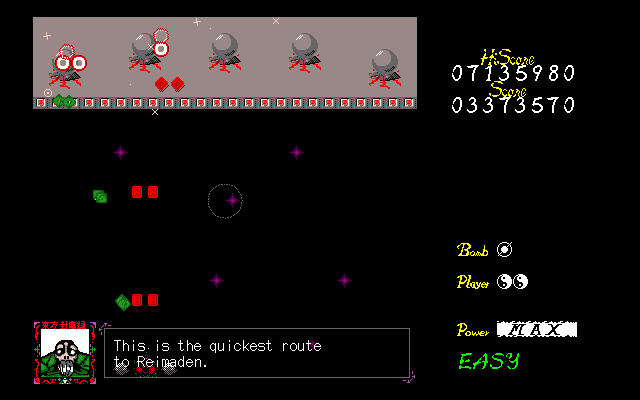 HiScore
07135980
Score
03373570
Bomb
Player
Power MAX
EASY
This is the quickest route
to Reimaden.